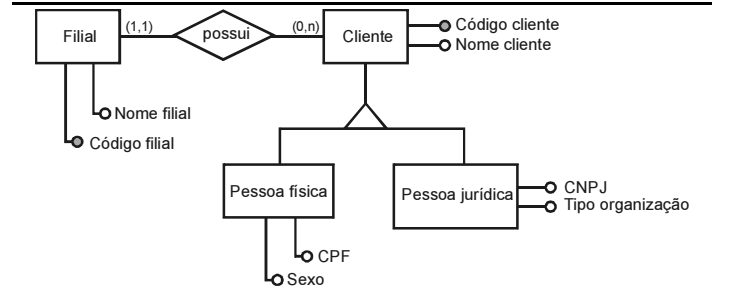 Filial
(1,1)
possui
(0,n)
Cliente
Código cliente
Nome cliente
Nome filial
Código filial
Pessoa física
Pessoa jurídica
CNPJ
Tipo organização
CPF
Sexo